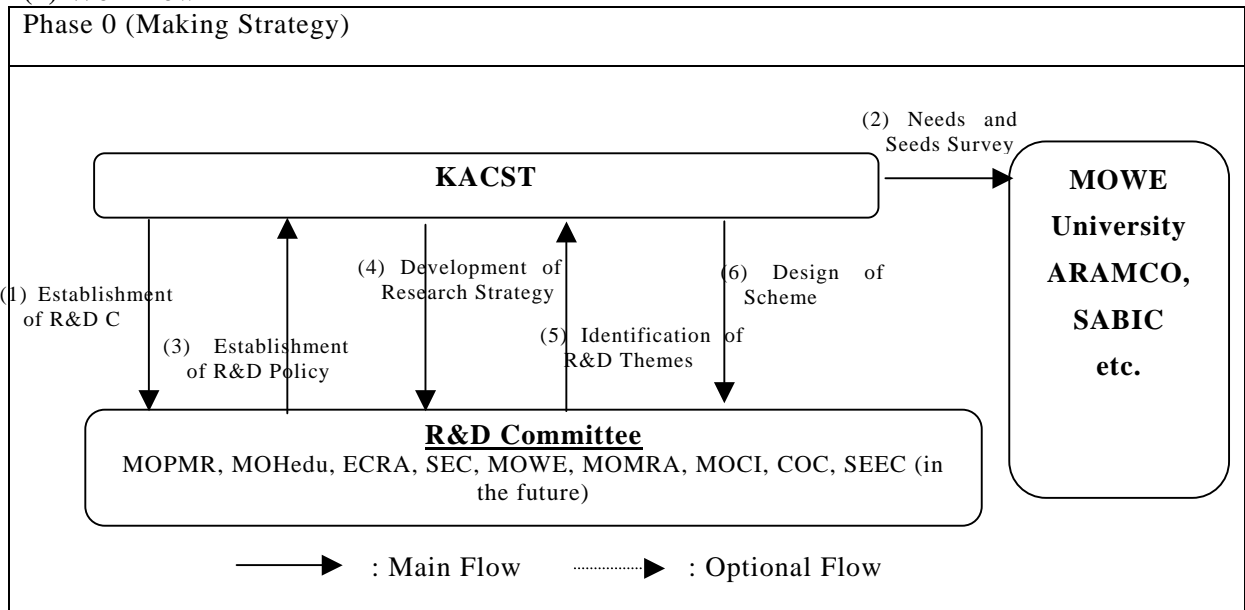 Phase 0 (Making Strategy)
(2) Needs and
Seeds Survey
KACST
MOWE
University
ARAMCO,
SABIC
etc.
(1) Establishment
of R&D C
(3) Establishment
of R&D Policy
(4) Development of
Research Strategy
(5) Identification of
R&D Themes
(6) Design of
Scheme
R&D Committee
MOPMR, MOHedu, ECRA, SEC, MOWE, MOMRA, MOCI, COC, SEEC (in
the future)
: Main Flow : Optional Flow